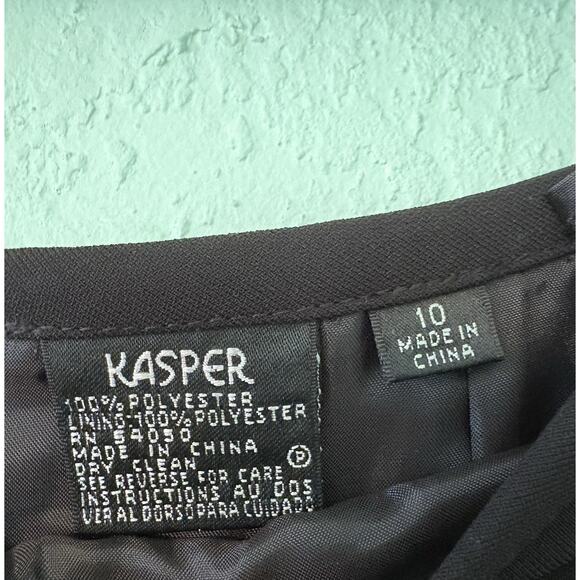 KASPER
100% POLYESTER
LINING:100% POLYESTER
RN 54050
MADE IN CHINA
DRY CLEAN P
SEE REVERSE FOR CARE
INSTRUCTIONS AU DOS
VER AL DORSO PARA CUIDADO
10
MADE IN
CHINA